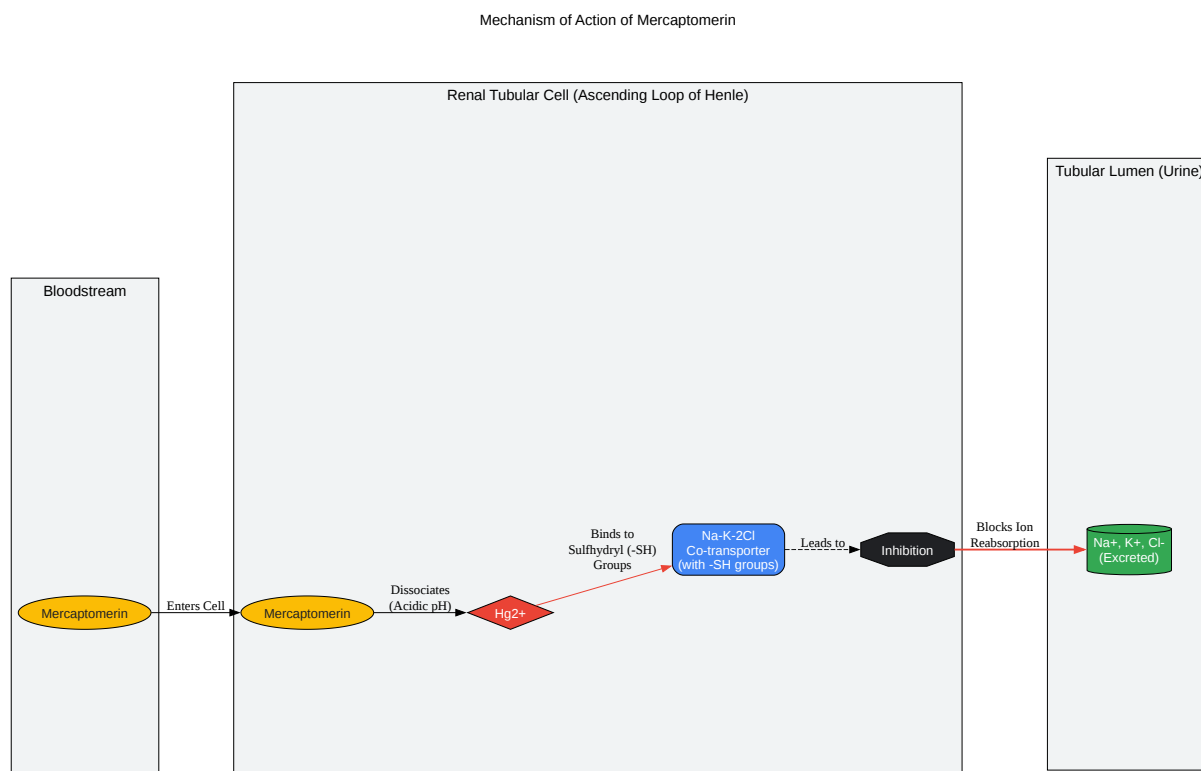 Mechanism of Action of Mercaptomerin
Renal Tubular Cell (Ascending Loop of Henle)
Tubular Lumen (Urine)
Bloodstream
Mercaptomerin
Enters Cell
Mercaptomerin
Dissociates
(Acidic pH)
Hg2+
Binds to
Sulfhydryl (-SH)
Groups
Na-K-2Cl
Co-transporter
(with -SH groups)
Leads to
Inhibition
Blocks Ion
Reabsorption
Na+, K+, Cl-
(Excreted)